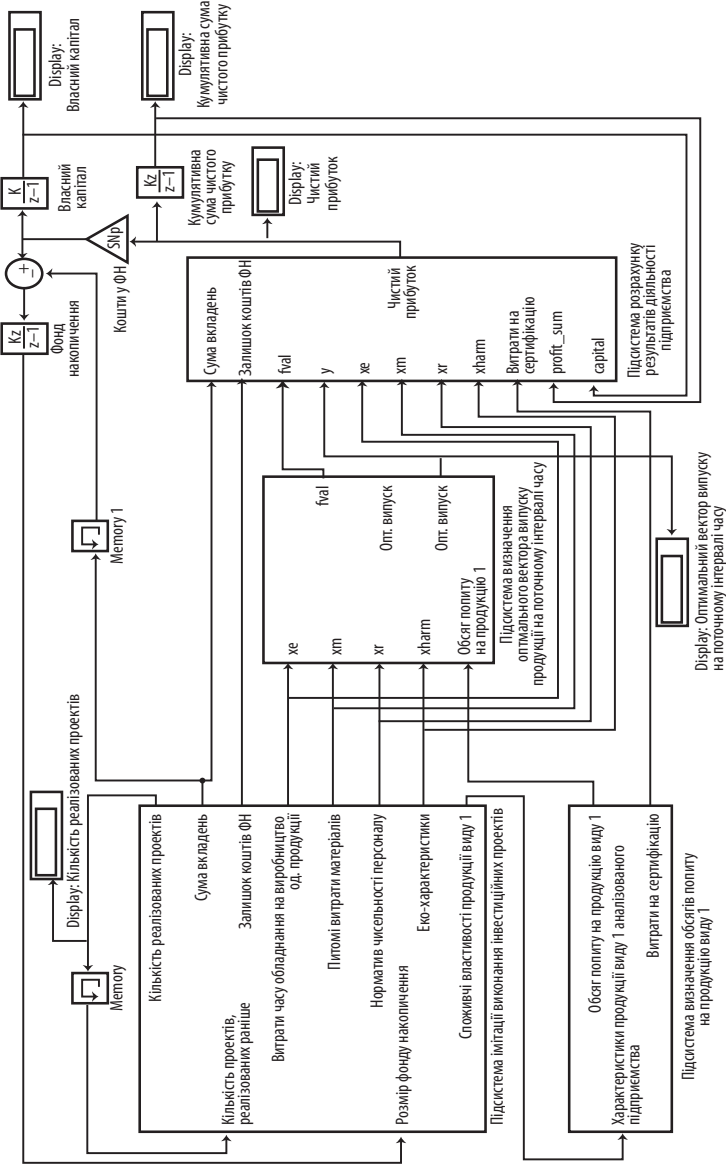 Display:
Власний капітал
Display:
Кумулятивна сума
чистого прибутку
K
z–1
Власний
капітал
Kz
z–1
Кумулятивна
сума чистого
прибутку
Display:
Чистий
прибуток
SNp
Кошти у ФН
+
–
Kz
z–1
Фонд
накопичення
Сума вкладень
Залишок коштів ФН
fval
y
xe
xm
xr
xharm
Витрати на
сертифікацію
profit_sum
capital
Чистий
прибуток
Підсистема розрахунку
результатів діяльності
підприємства
Memory 1
xe
xm
xr
xharm
Обсяг попиту
на продукцію 1
fval
Опт. випуск
Опт. випуск
Підсистема визначення
оптмального вектора випуску
продукції на поточному інтервалі часу
Display: Оптимальний вектор випуску
на поточному інтервалі часу
Display: Кількість реалізованих проектів
Memory
Кількість реалізованих проектів
Сума вкладень
Залишок коштів ФН
Витрати часу обладнання на виробництво
од. продукції
Питомі витрати матеріалів
Норматив чисельності персоналу
Еко-характеристики
Споживчі властивості продукції виду 1
Кількість проектів,
реалізованих раніше
Розмір фонду накопичення
Підсистема імітації виконання інвестиційних проектів
Обсяг попиту на продукцію виду 1
Характеристики продукції виду 1 аналізованого
підприємства
Витрати на сертифікацію
Підсистема визначення обсягів попиту
на продукцію виду 1